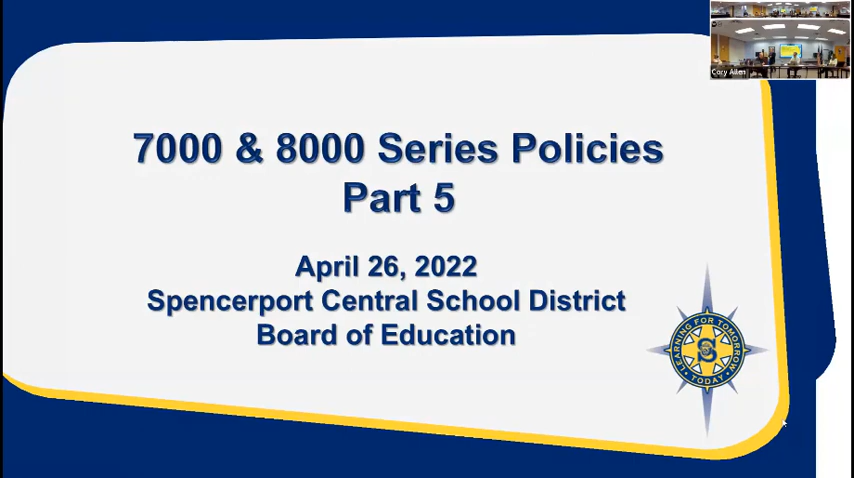 Cory Allen
7000 & 8000 Series Policies
Part 5
April 26, 2022
Spencerport Central School District
Board of Education
LEARNING FOR TOMORROW
S
• TODAY •